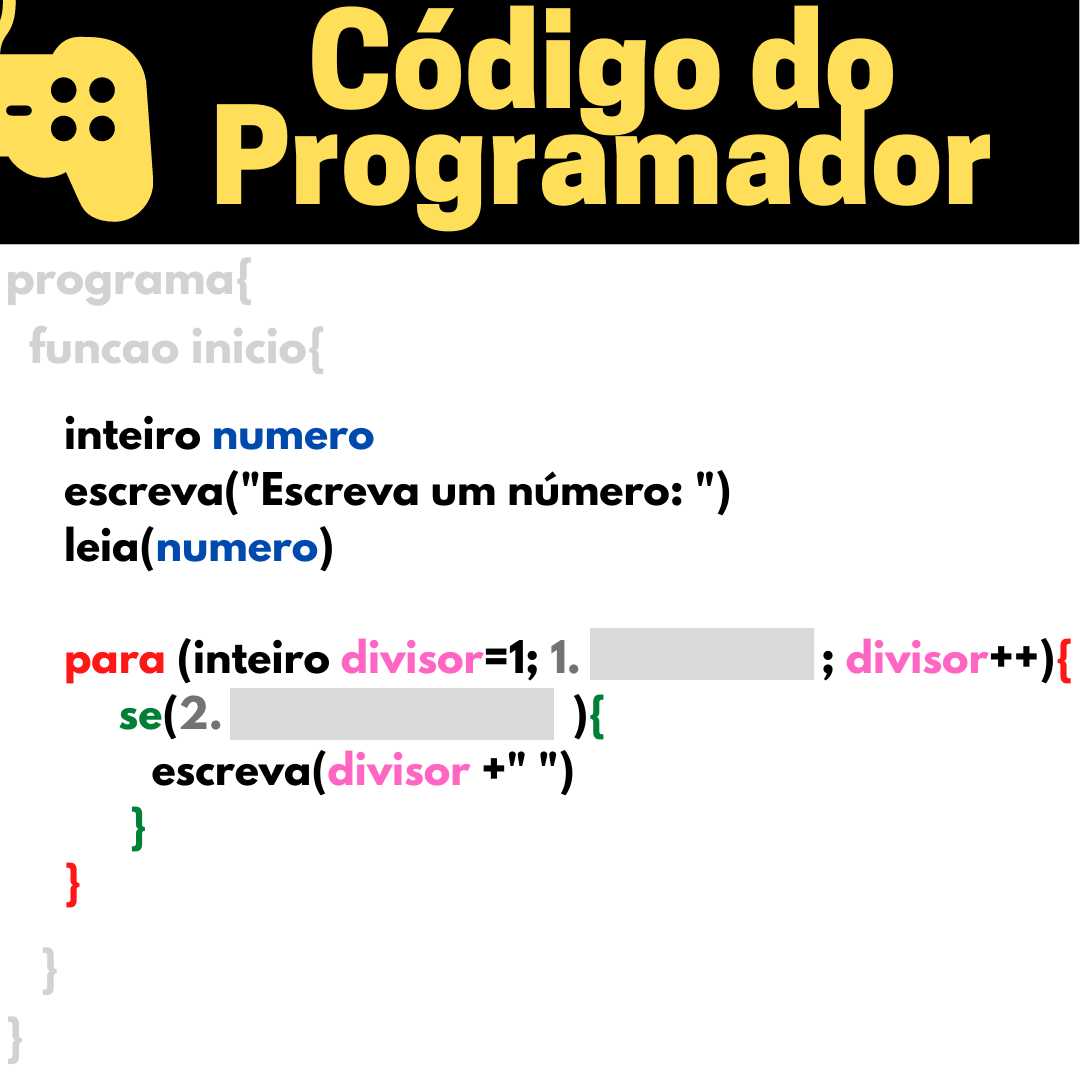 Código do
Programador
programa{
funcao inicio{
inteiro numero
escreva("Escreva um número: ")
leia(numero)
para (inteiro divisor=1; 1. ; divisor++){
se(2. ){
escreva(divisor +" ")
}
}
}
}